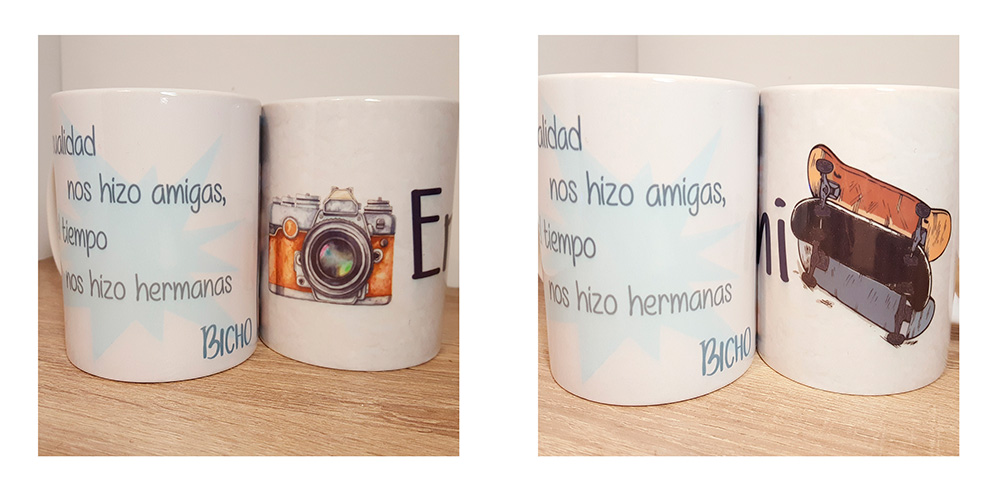 ualidad
nos hizo amigas,
tiempo
nos hizo hermanas
BICHO
En
alidad
nos hizo amigas,
tiempo
nos hizo hermanas
BICHO
mi